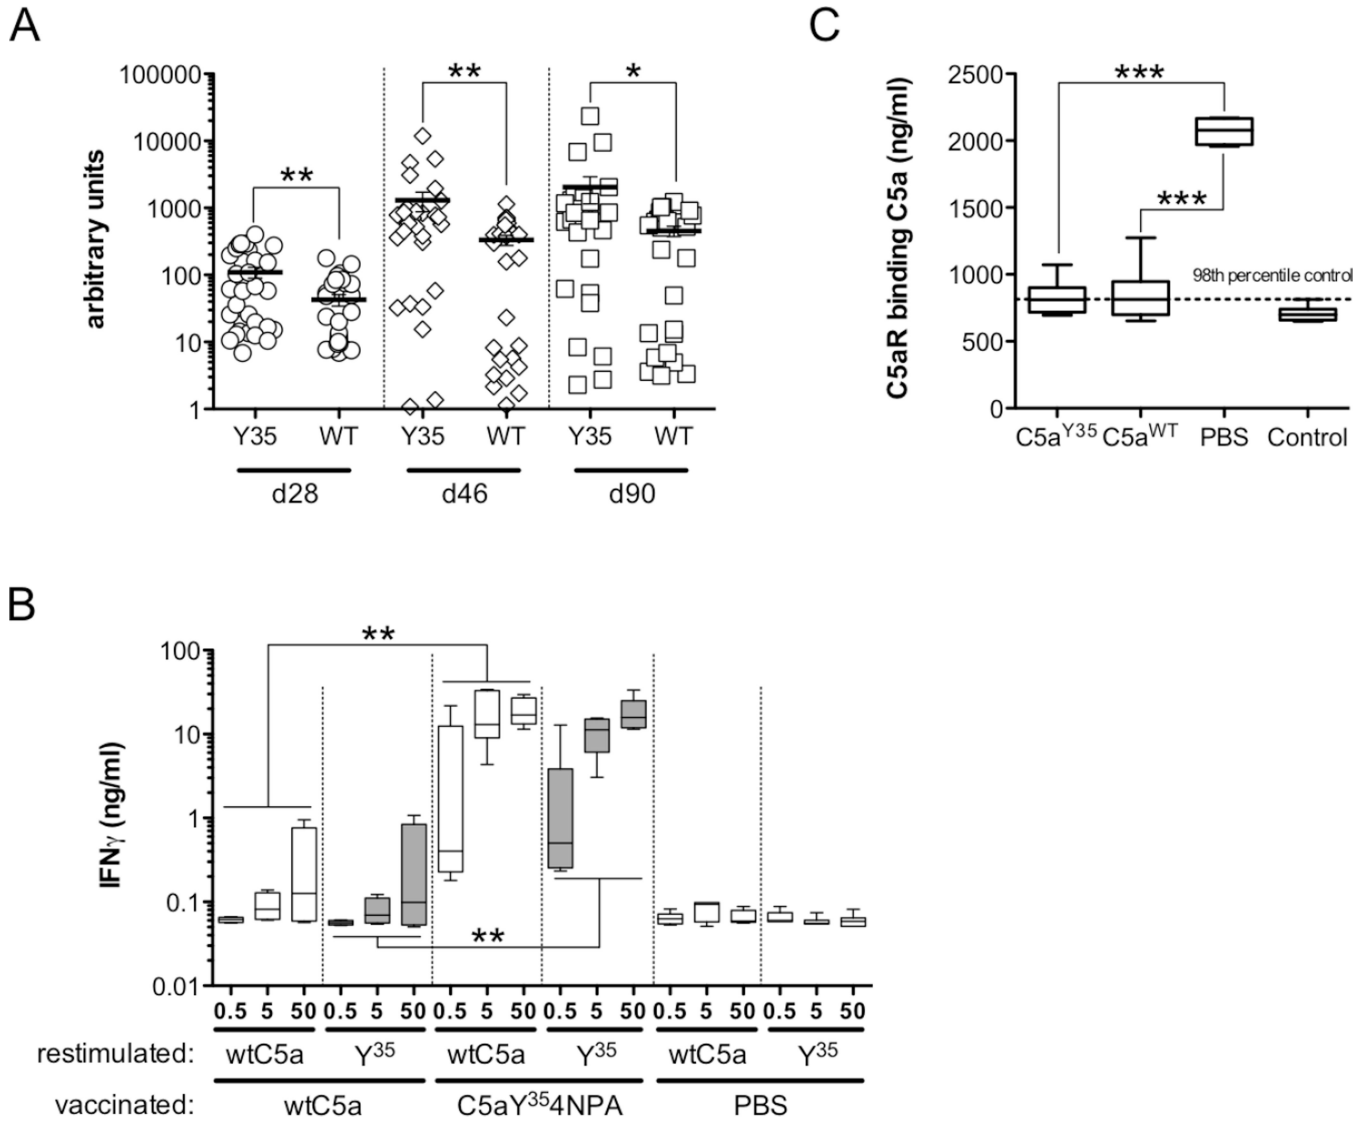 A
C
arbitrary units
100000
10000
1000
100
10
1
**
**
*
Y35 WT Y35 WT Y35 WT
d28 d46 d90
C5aR binding C5a (ng/ml)
2500
2000
1500
1000
500
0
***
***
98th percentile control
C5aY35 C5aWT PBS Control
B
IFNγ (ng/ml)
100
10
1
0.1
0.01
**
**
0.5 5 50 0.5 5 50 0.5 5 50 0.5 5 50 0.5 5 50 0.5 5 50
restimulated: wtC5a Y35 wtC5a Y35 wtC5a Y35
vaccinated: wtC5a C5aY354NPA PBS